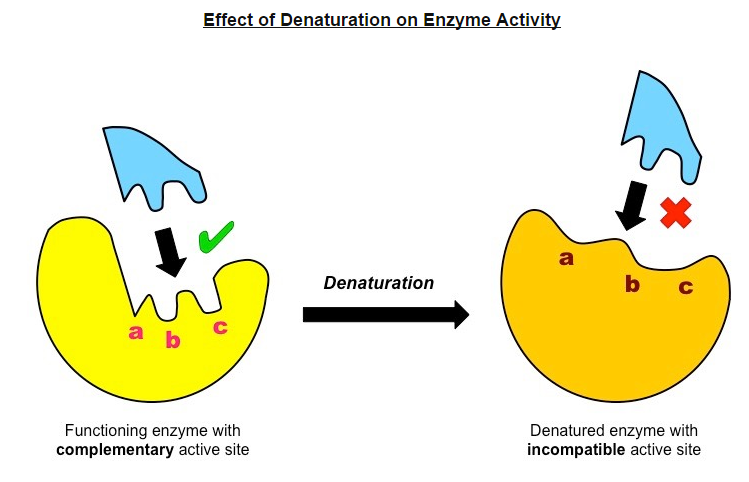 Effect of Denaturation on Enzyme Activity
a
b
c
Denaturation
a
b
c
Functioning enzyme with
complementary active site
Denatured enzyme with
incompatible active site